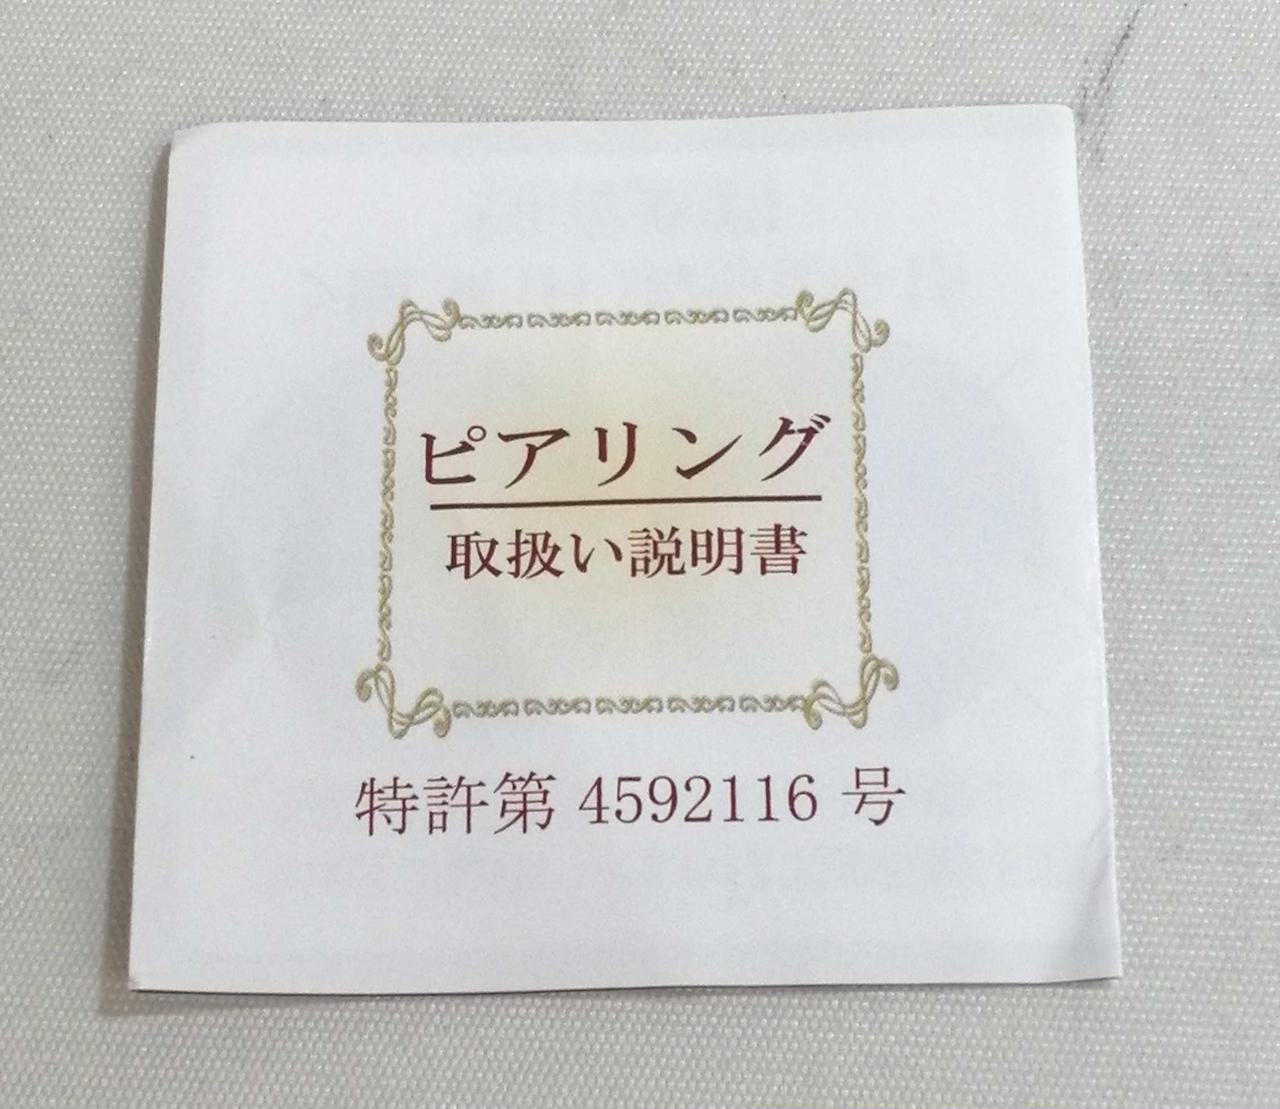 ピアリング
取扱い説明書
特許第 4592116 号